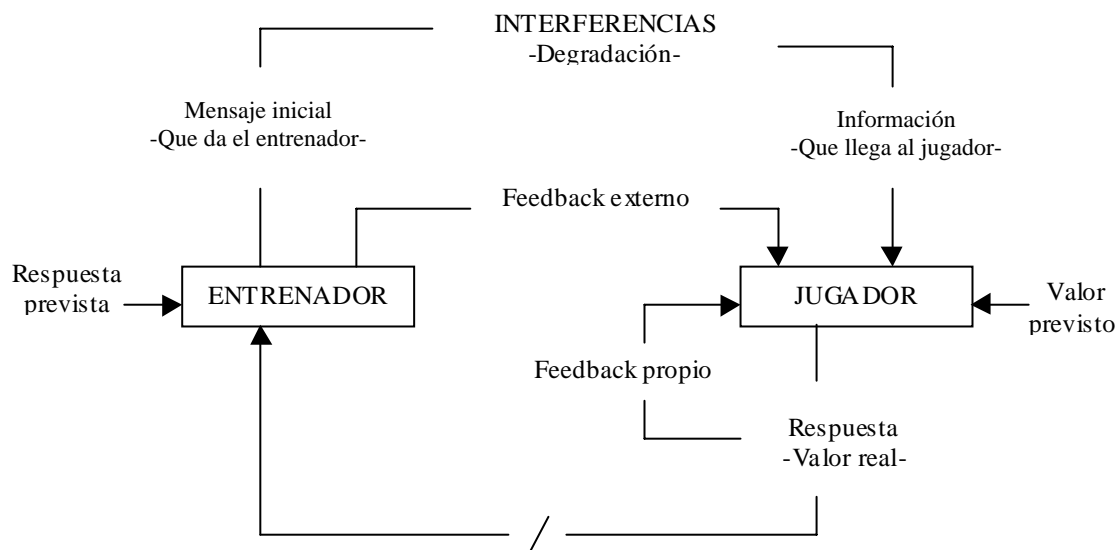 INTERFERENCIAS
-Degradación-
Mensaje inicial
-Que da el entrenador-
Información
-Que llega al jugador-
Feedback externo
Respuesta
prevista
ENTRENADOR
JUGADOR
Valor
previsto
Feedback propio
Respuesta
-Valor real-